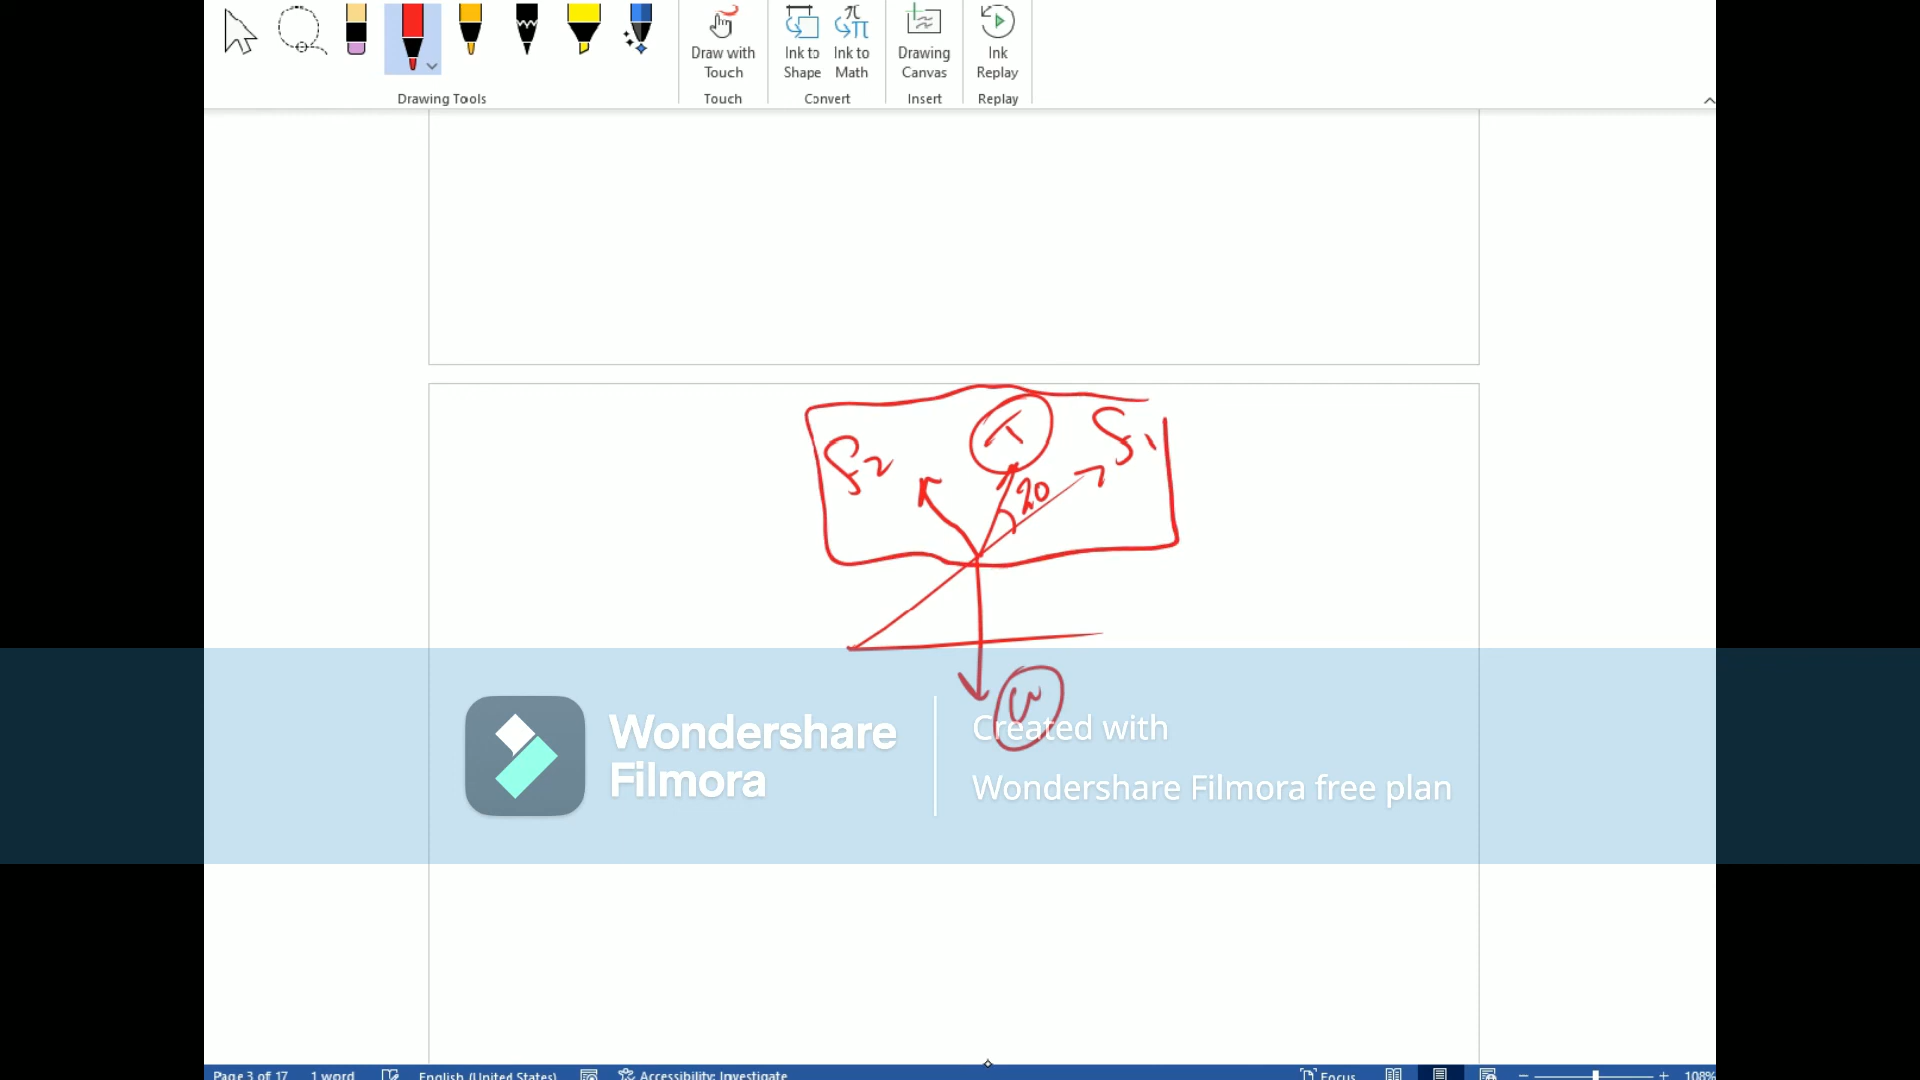 Draw with Touch
Ink to Shape
Ink to Math
Drawing Canvas
Ink Replay
Drawing Tools
Touch
Convert
Insert
Replay
T
20
Wondershare Filmora
Created with
Wondershare Filmora free plan
Page 3 of 17 1 word English (United States) Accessibility: Investigate Focus 108%